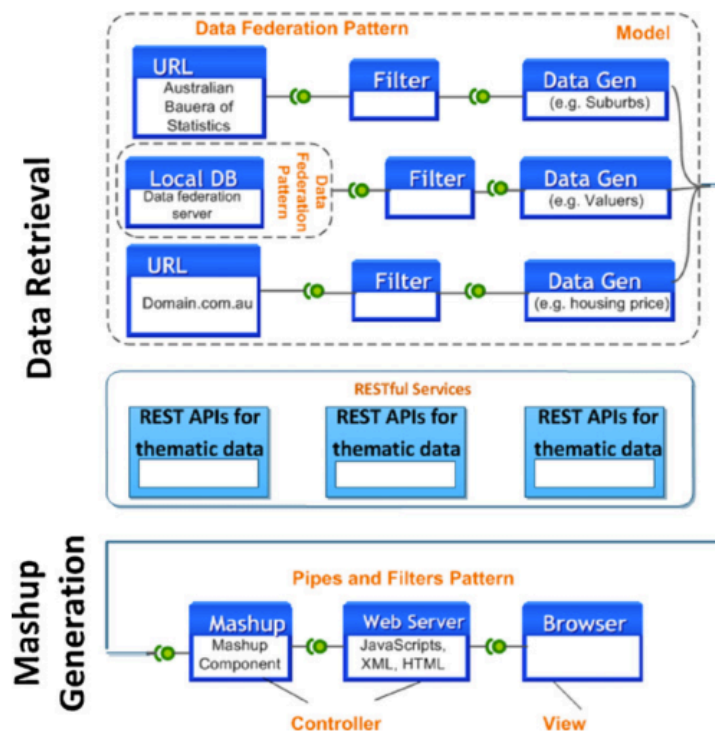 Data Retrieval
Data Federation Pattern
Model
URL
Australian
Bauera of
Statistics
Filter
Data Gen
(e.g. Suburbs)
Local DB
Data federation
server
Data
Federation
Pattern
Filter
Data Gen
(e.g. Valuers)
URL
Domain.com.au
Filter
Data Gen
(e.g. housing price)
RESTful Services
REST APIs for
thematic data
REST APIs for
thematic data
REST APIs for
thematic data
Mashup
Generation
Pipes and Filters Pattern
Mashup
Mashup
Component
Web Server
JavaScripts,
XML, HTML
Browser
Controller
View